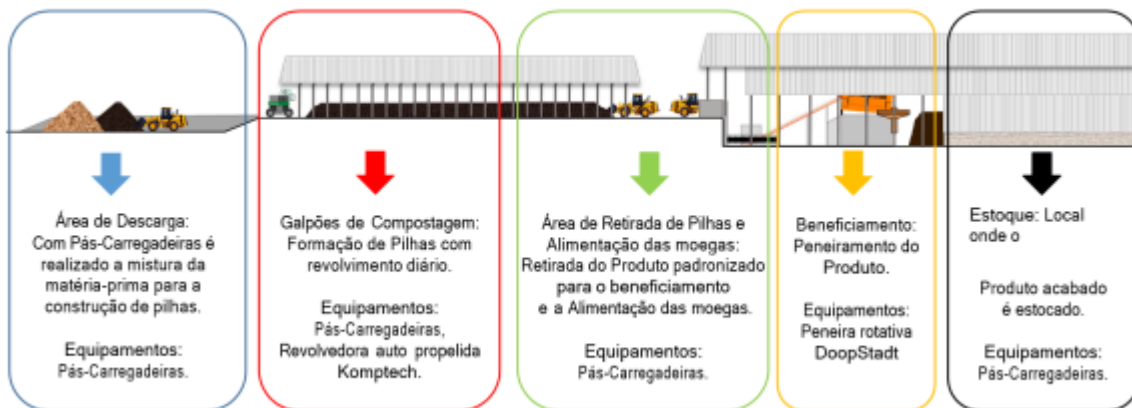 Área de Descarga:
Com Pás-Carregadeiras é
realizado a mistura da
matéria-prima para a
construção de pilhas.
Equipamentos:
Pás-Carregadeiras.
Galpões de Compostagem:
Formação de Pilhas com
revolvimento diário.
Equipamentos:
Pás-Carregadeiras,
Revolvedora auto propelida
Komptech.
Área de Retirada de Pilhas e
Alimentação das moegas:
Retirada do Produto padronizado
para o beneficiamento
e a Alimentação das moegas.
Equipamentos:
Pás-Carregadeiras.
Beneficiamento:
Peneiramento do
Produto.
Equipamentos:
Peneira rotativa
DoopStadt
Estoque: Local
onde o
Produto acabado
é estocado.
Equipamentos:
Pás-Carregadeiras.